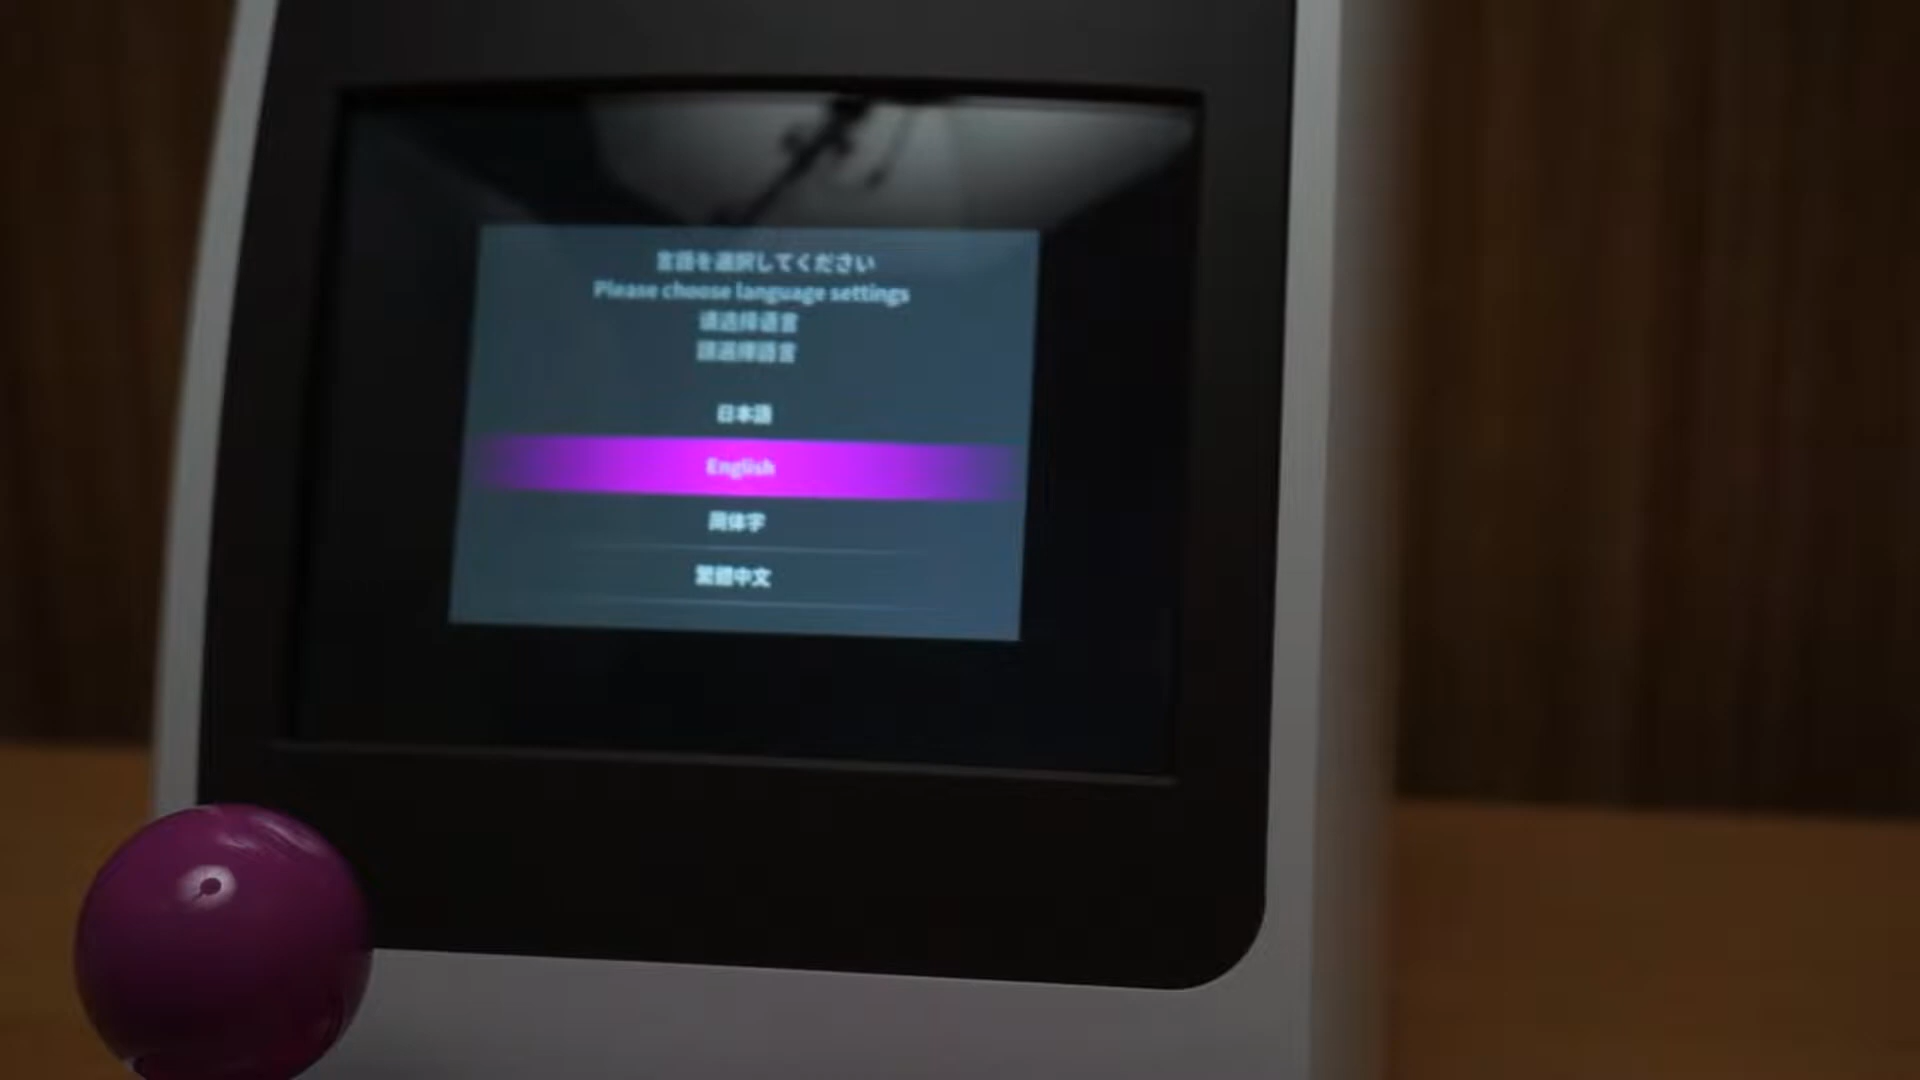 言語を選択してください
Please choose language settings
请选择语言
請選擇語言
日本語
English
简体字
繁體中文